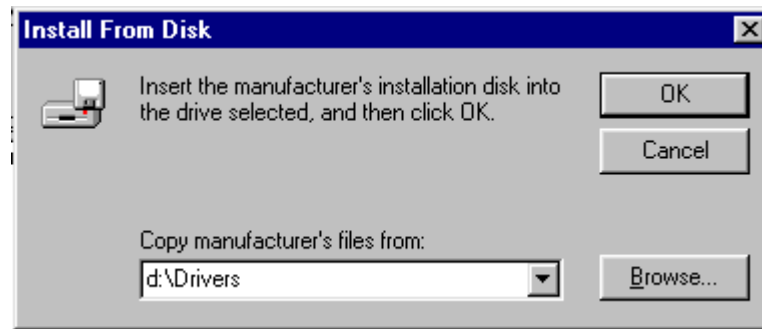 Install From Disk
Insert the manufacturer's installation disk into
the drive selected, and then click OK.
OK
Cancel
Copy manufacturer's files from:
d:\Drivers
Browse...